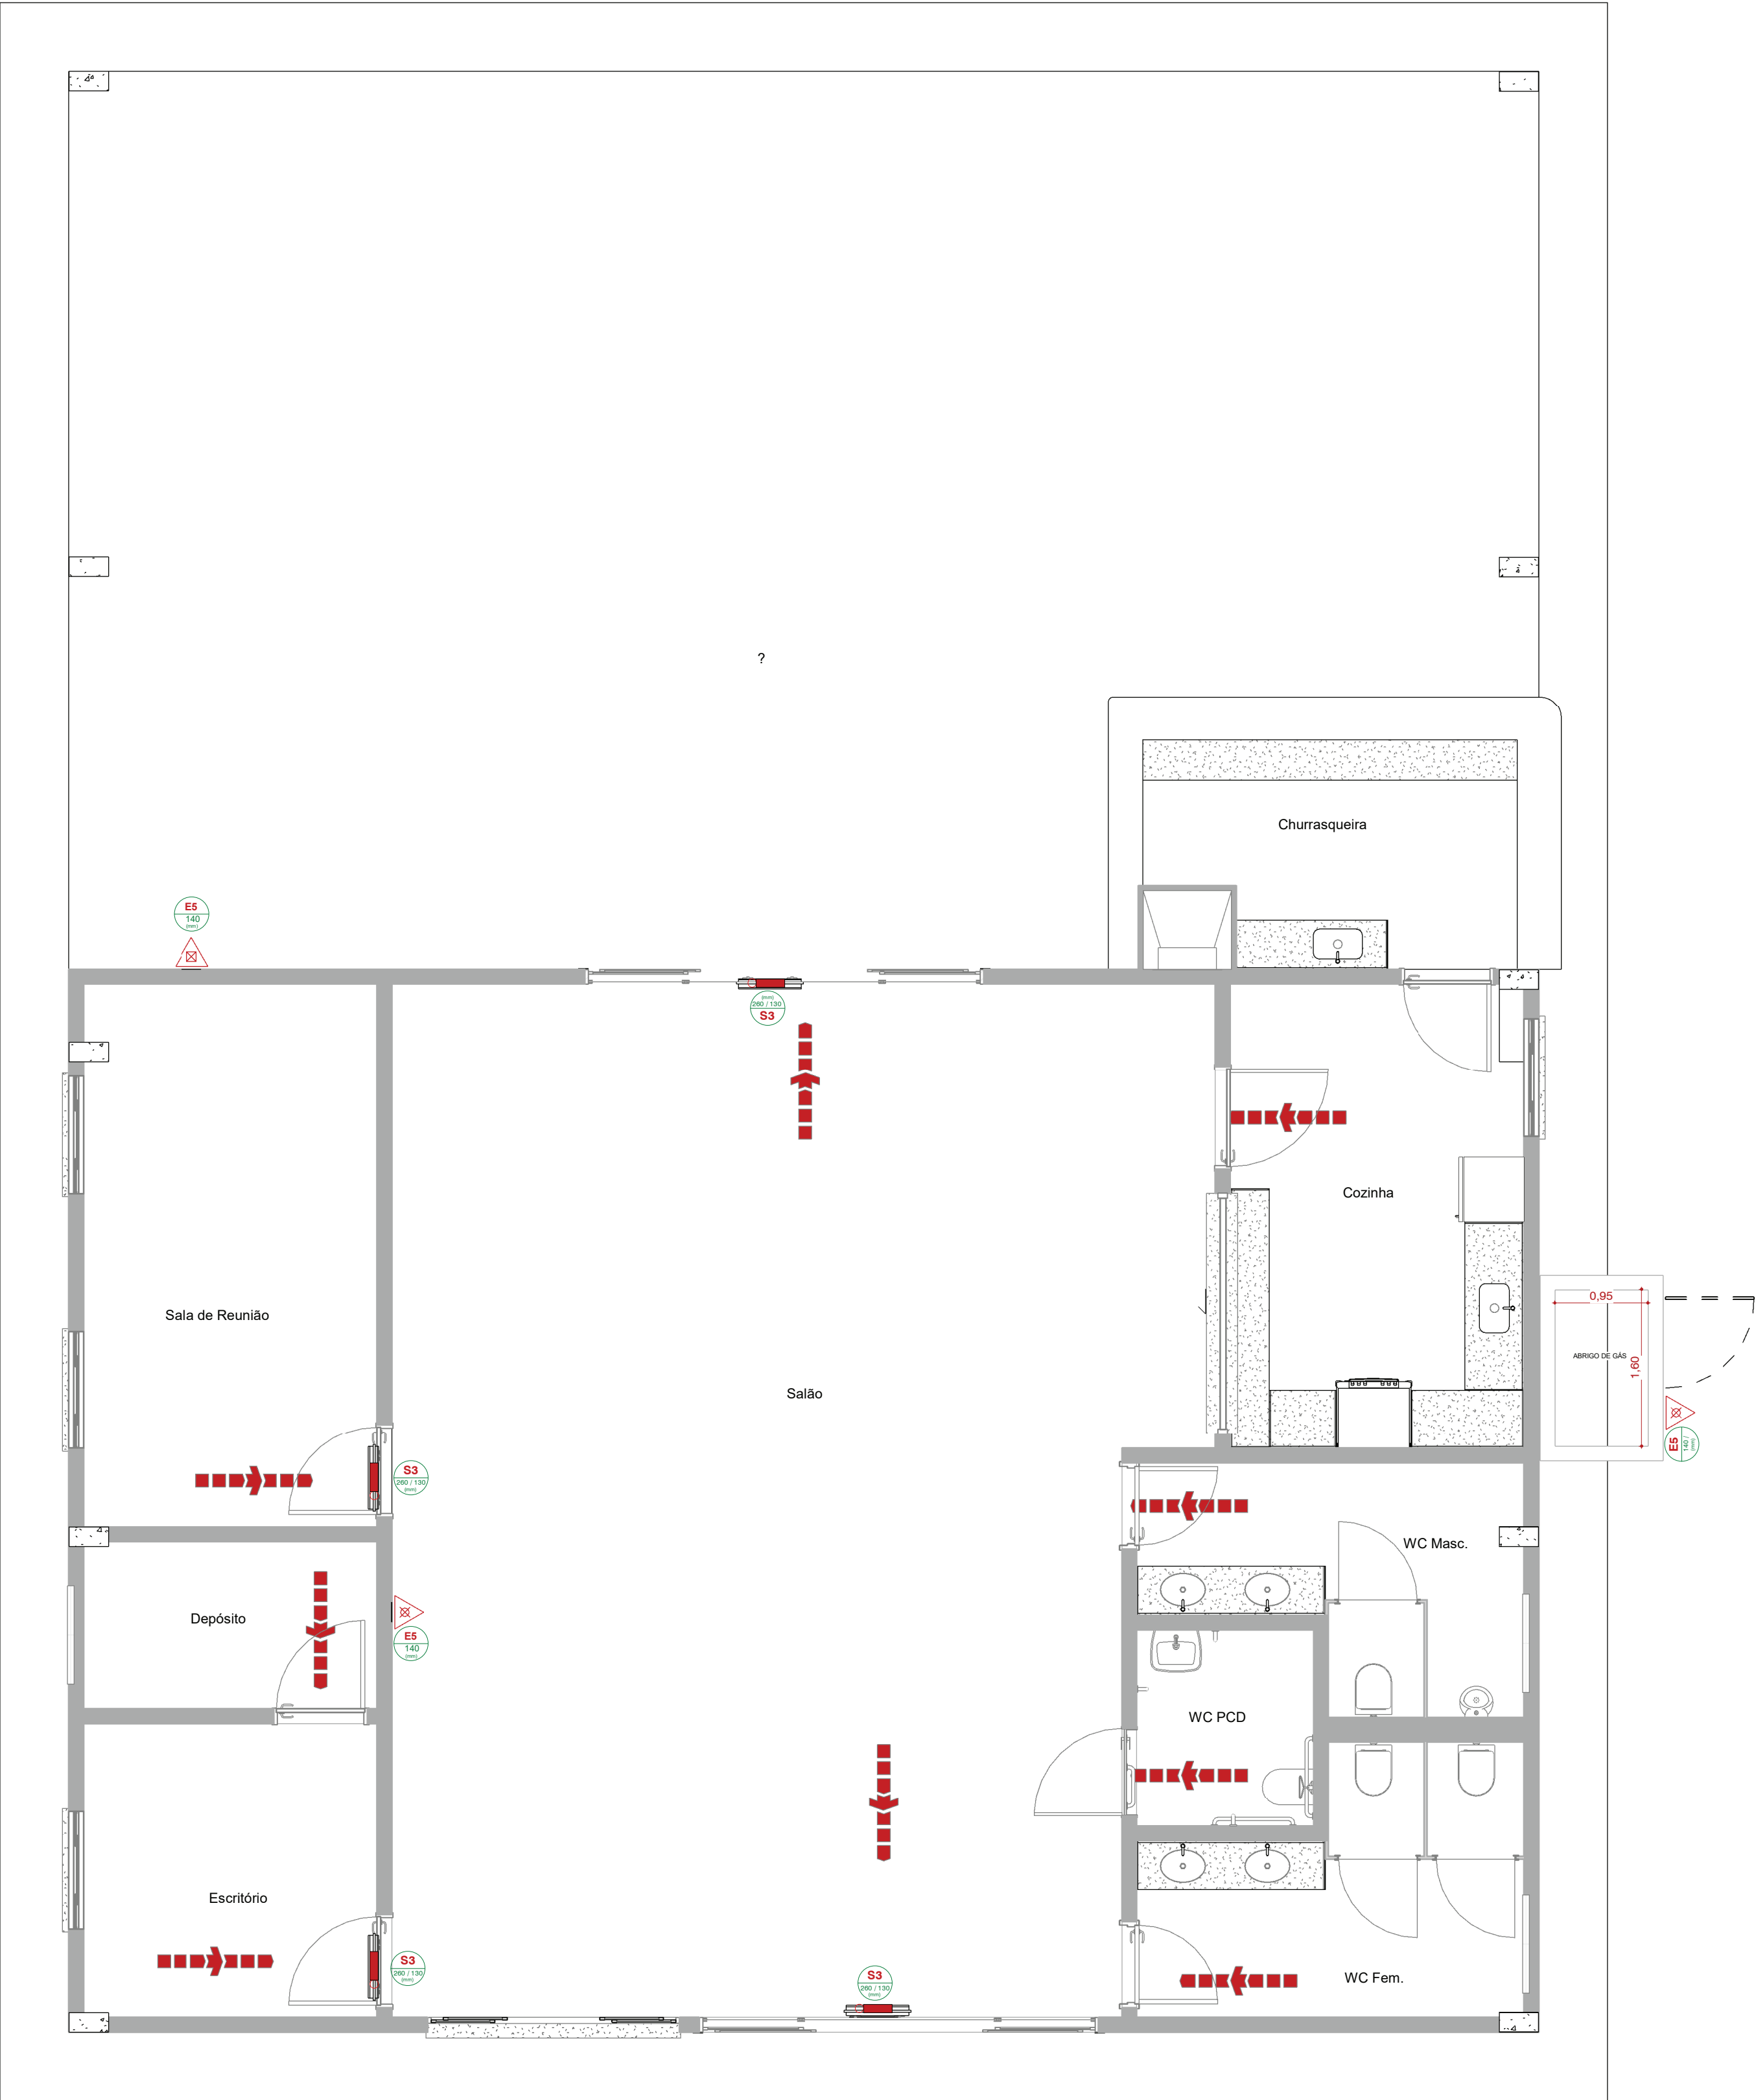 ?
Churrasqueira
E5
140
(mm)
(mm)
260 / 130
S3
Cozinha
0,95
Sala de Reunião
ABRIGO DE GÁS
1,60
Salão
E5
140 /
(mm)
S3
260 / 130
(mm)
WC Masc.
Depósito
E5
140
(mm)
WC PCD
Escritório
S3
260 / 130
(mm)
S3
260 / 130
(mm)
WC Fem.